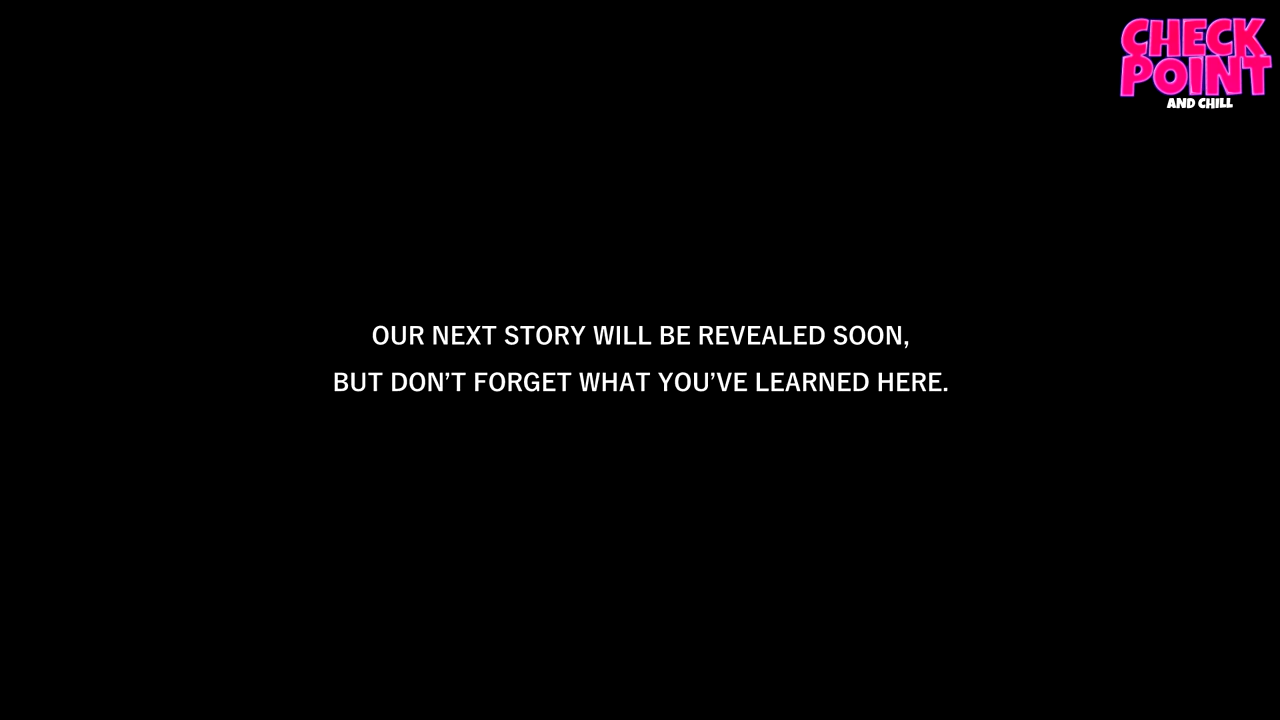 CHECK
POINT
AND CHILL
OUR NEXT STORY WILL BE REVEALED SOON,
BUT DON’T FORGET WHAT YOU’VE LEARNED HERE.